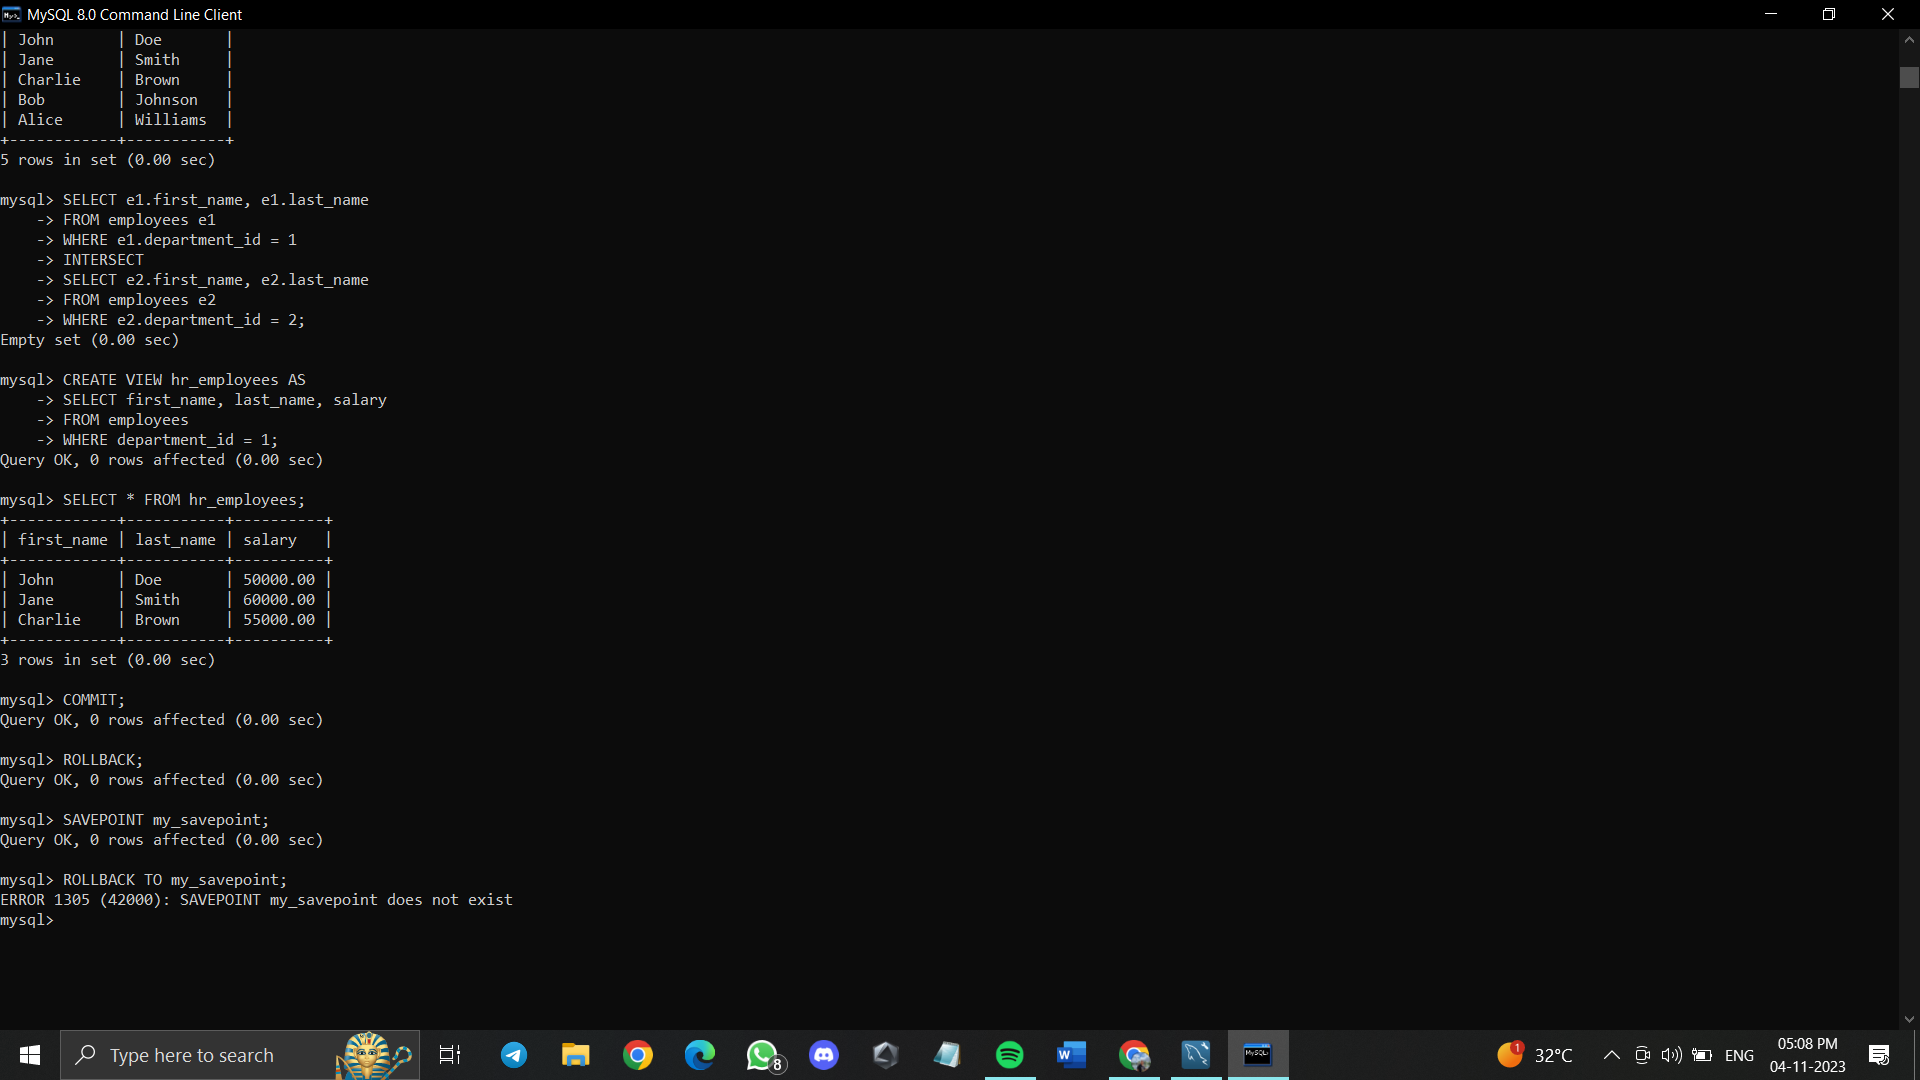 MySQL 8.0 Command Line Client
| John       | Doe       |
| Jane       | Smith     |
| Charlie    | Brown     |
| Bob        | Johnson   |
| Alice      | Williams  |
+------------+-----------+
5 rows in set (0.00 sec)
mysql> SELECT e1.first_name, e1.last_name
    -> FROM employees e1
    -> WHERE e1.department_id = 1
    -> INTERSECT
    -> SELECT e2.first_name, e2.last_name
    -> FROM employees e2
    -> WHERE e2.department_id = 2;
Empty set (0.00 sec)
mysql> CREATE VIEW hr_employees AS
    -> SELECT first_name, last_name, salary
    -> FROM employees
    -> WHERE department_id = 1;
Query OK, 0 rows affected (0.00 sec)
mysql> SELECT * FROM hr_employees;
+------------+-----------+----------+
| first_name | last_name | salary   |
+------------+-----------+----------+
| John       | Doe       | 50000.00 |
| Jane       | Smith     | 60000.00 |
| Charlie    | Brown     | 55000.00 |
+------------+-----------+----------+
3 rows in set (0.00 sec)
mysql> COMMIT;
Query OK, 0 rows affected (0.00 sec)
mysql> ROLLBACK;
Query OK, 0 rows affected (0.00 sec)
mysql> SAVEPOINT my_savepoint;
Query OK, 0 rows affected (0.00 sec)
mysql> ROLLBACK TO my_savepoint;
ERROR 1305 (42000): SAVEPOINT my_savepoint does not exist
mysql>
Type here to search
8
W
MySQL
1
32°C
ENG
05:08 PM
04-11-2023